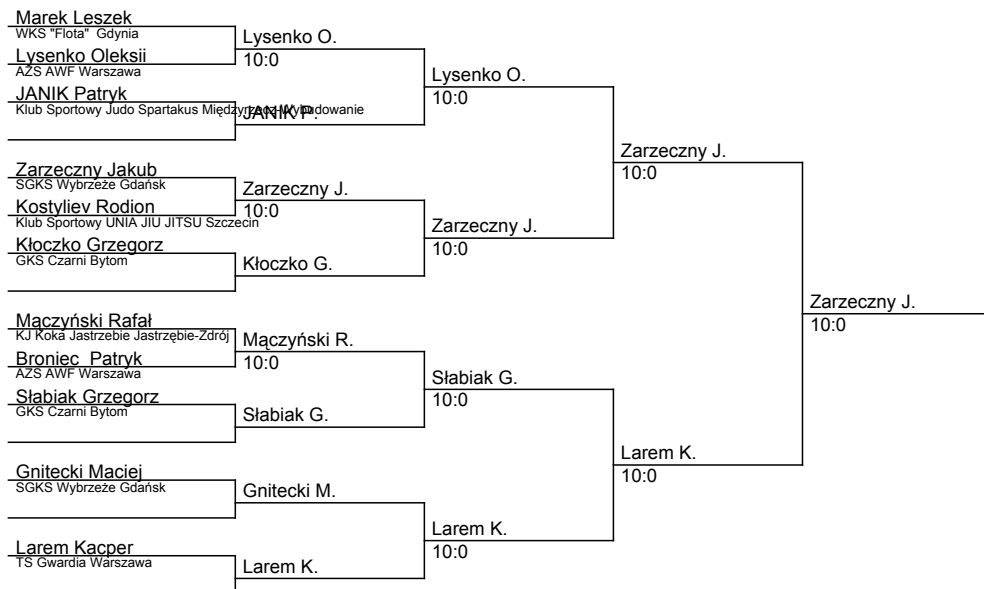 Marek Leszek
WKS "Flota" Gdynia
Lysenko O.
10:0
Lysenko Oleksii
AZS AWF Warszawa
Lysenko O.
10:0
JANIK Patryk
Klub Sportowy Judo Spartakus Międzyrzecz-Wybudowanie
JANIK P.
Zarzeczny J.
10:0
Zarzeczny Jakub
SGKS Wybrzeże Gdańsk
Zarzeczny J.
10:0
Kostyliev Rodion
Klub Sportowy UNIA JIU JITSU Szczecin
Zarzeczny J.
10:0
Kłoczko Grzegorz
GKS Czarni Bytom
Kłoczko G.
Zarzeczny J.
10:0
Mączyński Rafał
KJ Koka Jastrzebie Jastrzębie-Zdrój
Mączyński R.
10:0
Broniec Patryk
AZS AWF Warszawa
Słabiak G.
10:0
Słabiak Grzegorz
GKS Czarni Bytom
Słabiak G.
Larem K.
10:0
Gnitecki Maciej
SGKS Wybrzeże Gdańsk
Gnitecki M.
Larem K.
10:0
Larem Kacper
TS Gwardia Warszawa
Larem K.